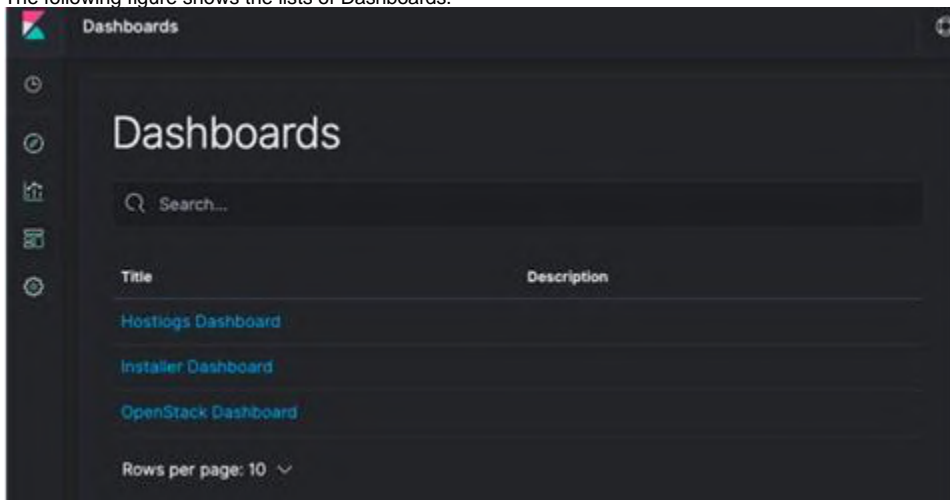 The following figure shows the lists of Dashboards.
Dashboards
Dashboards
Search...
Title Description
Hostlogs Dashboard
Installer Dashboard
OpenStack Dashboard
Rows per page: 10